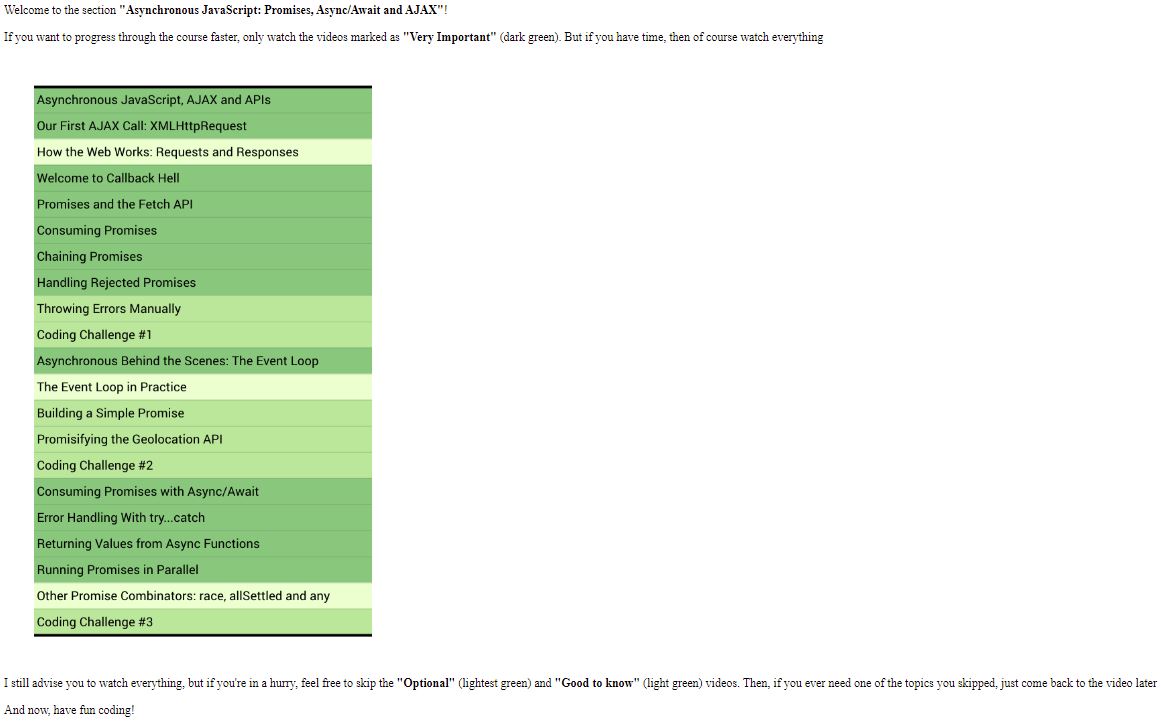 Welcome to the section "Asynchronous JavaScript: Promises, Async/Await and AJAX"!
If you want to progress through the course faster, only watch the videos marked as "Very Important" (dark green). But if you have time, then of course watch everything
Asynchronous JavaScript, AJAX and APIs
Our First AJAX Call: XMLHttpRequest
How the Web Works: Requests and Responses
Welcome to Callback Hell
Promises and the Fetch API
Consuming Promises
Chaining Promises
Handling Rejected Promises
Throwing Errors Manually
Coding Challenge #1
Asynchronous Behind the Scenes: The Event Loop
The Event Loop in Practice
Building a Simple Promise
Promisifying the Geolocation API
Coding Challenge #2
Consuming Promises with Async/Await
Error Handling With try...catch
Returning Values from Async Functions
Running Promises in Parallel
Other Promise Combinators: race, allSettled and any
Coding Challenge #3
I still advise you to watch everything, but if you're in a hurry, feel free to skip the "Optional" (lightest green) and "Good to know" (light green) videos. Then, if you ever need one of the topics you skipped, just come back to the video later
And now, have fun coding!